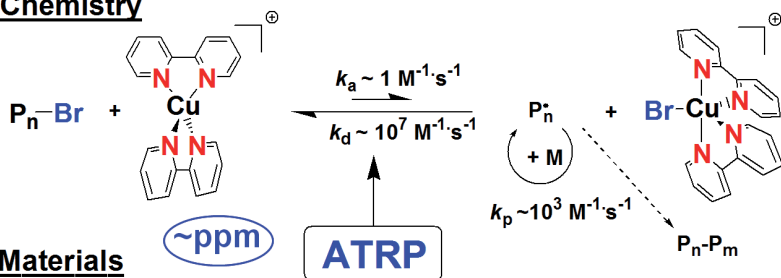 Chemistry
Pn–Br + N N Cu N N ⊕
ka ~ 1 M⁻¹·s⁻¹
kd ~ 10⁷ M⁻¹·s⁻¹
Pn• + Br–Cu N N N N ⊕
+ M
kp ~10³ M⁻¹·s⁻¹
Pn-Pm
~ppm
ATRP
Materials